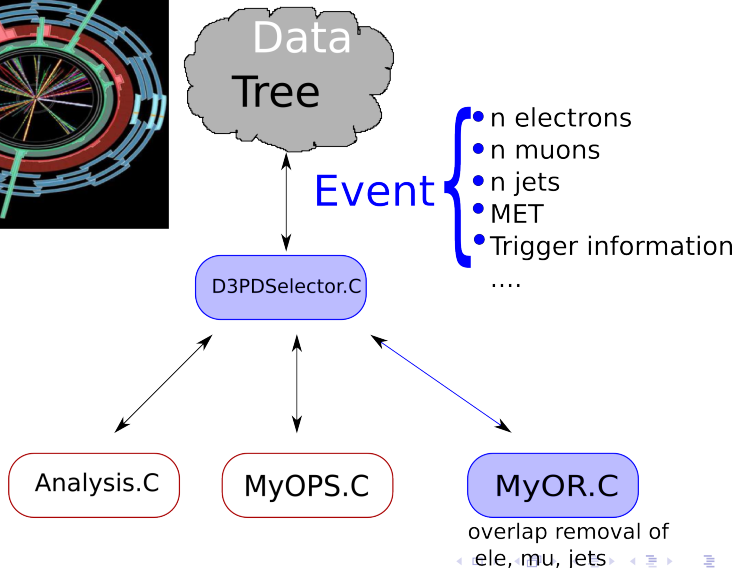 Data
Tree
Event
n electrons
n muons
n jets
MET
Trigger information
....
D3PDSelector.C
Analysis.C
MyOPS.C
MyOR.C
overlap removal of
ele, mu, jets